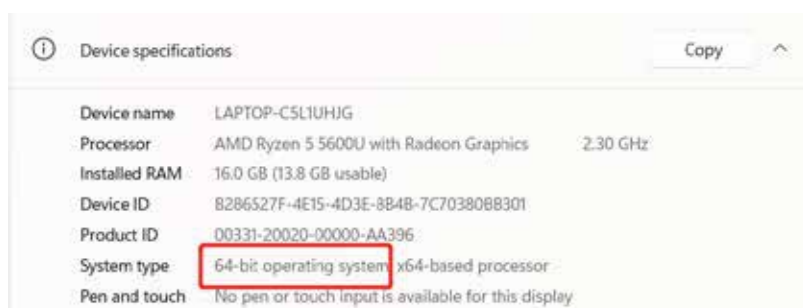 Device specifications Copy
Device name LAPTOP-C5L1UHJG
Processor AMD Ryzen 5 5600U with Radeon Graphics 2.30 GHz
Installed RAM 16.0 GB (13.8 GB usable)
Device ID 8286527F-4E15-4D3E-8B4B-7C70380BB301
Product ID 00331-20020-00000-AA396
System type 64-bit operating system, x64-based processor
Pen and touch No pen or touch input is available for this display